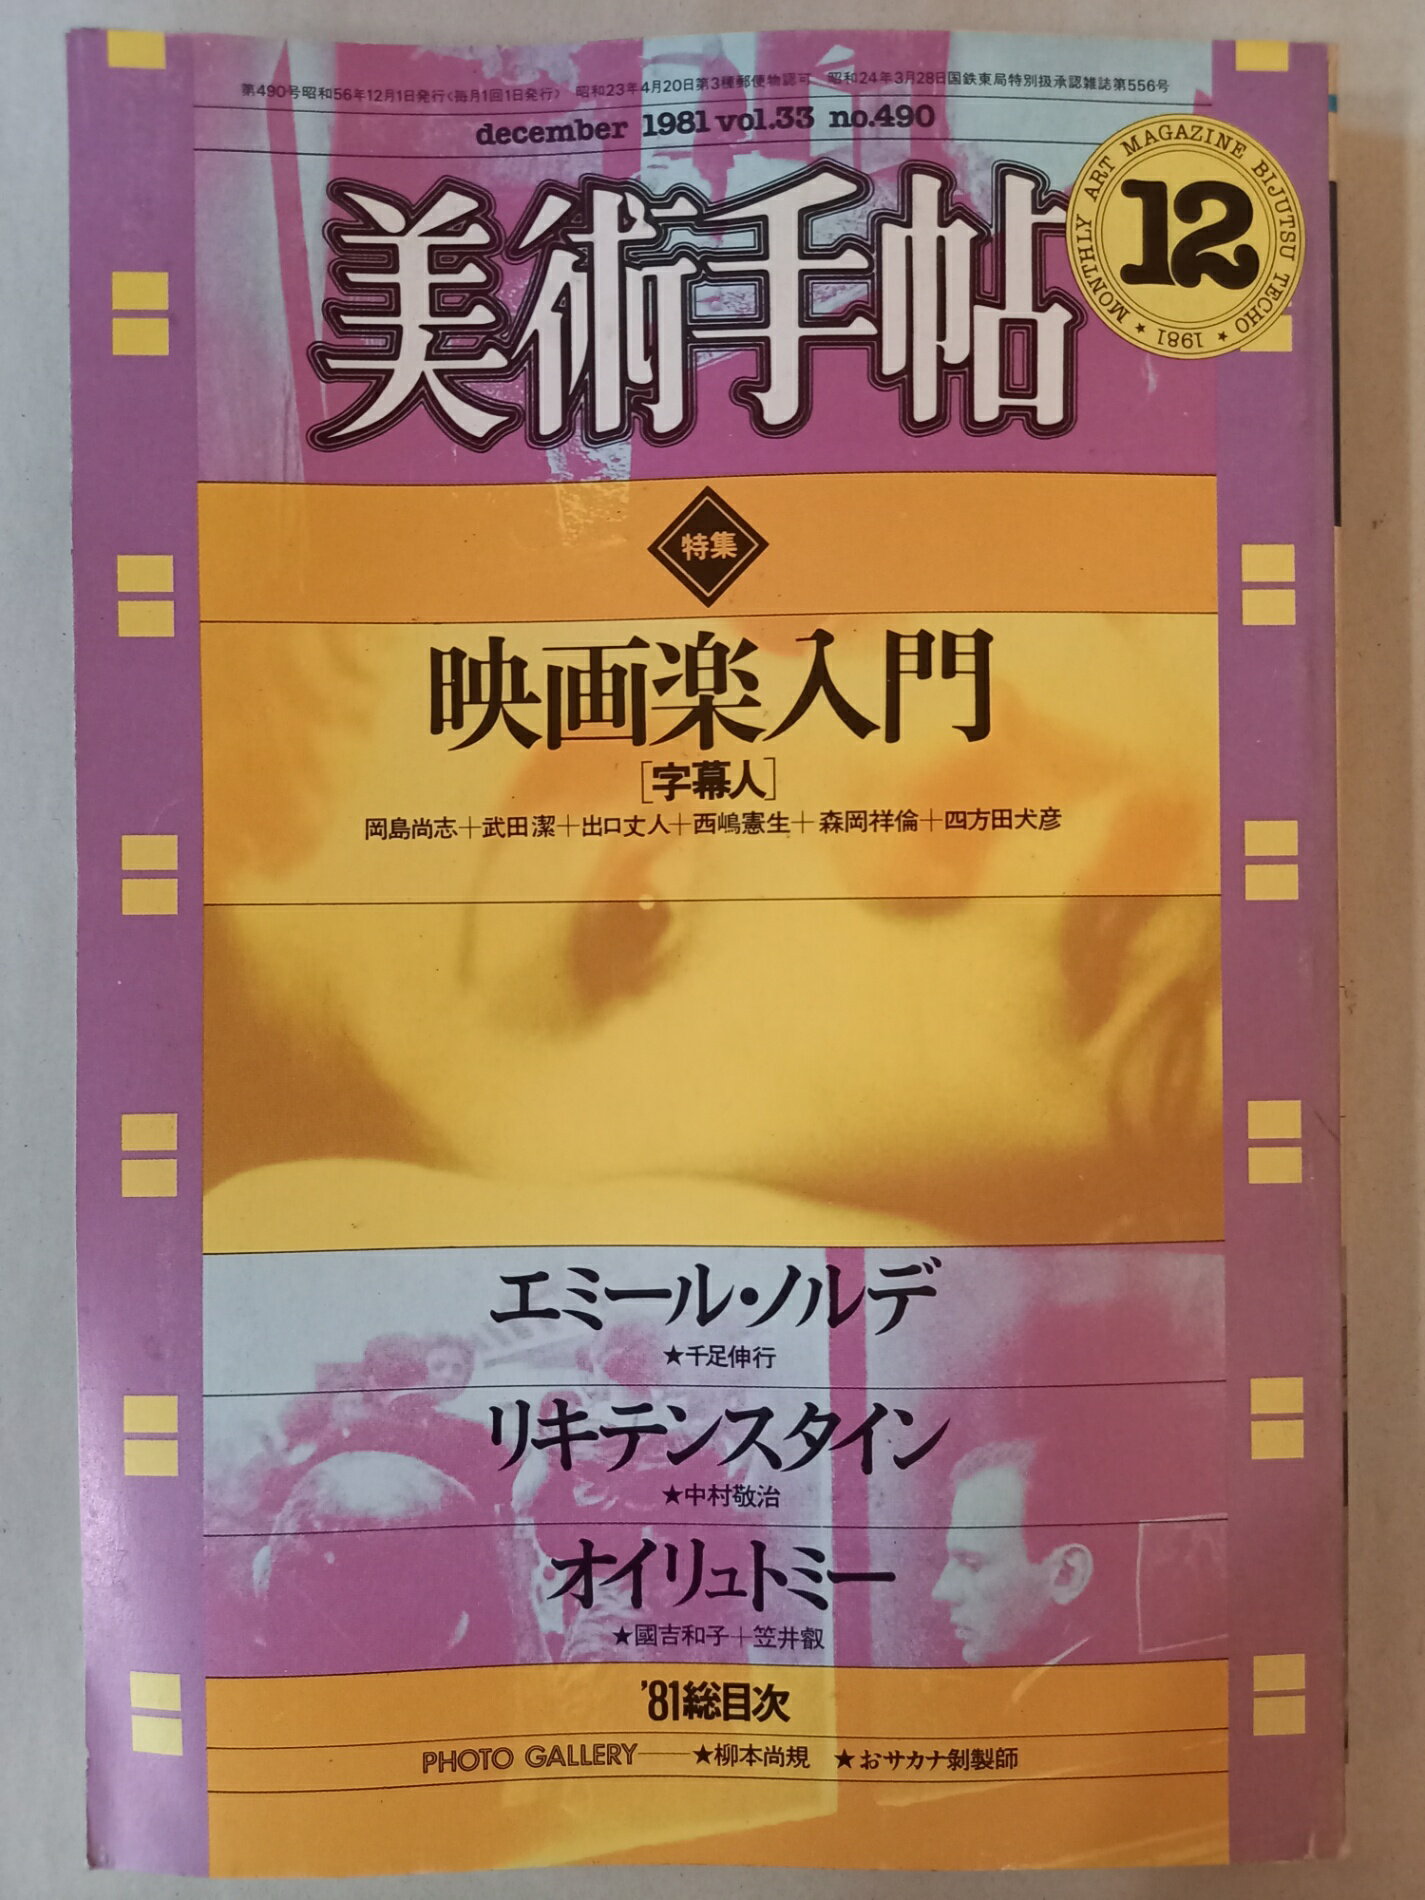 第490号昭和56年12月1日発行〈毎月1回1日発行〉 昭和23年4月20日第3種郵便物認可 昭和24年3月28日国鉄東局特別扱承認雑誌第556号
december 1981 vol.33 no.490
MONTHLY ART MAGAZINE BIJUTSU TECHO ★ 1981 ★
12
美術手帖
特集
映画楽入門
[字幕人]
岡島尚志＋武田潔＋出口丈人＋西嶋憲生＋森岡祥倫＋四方田犬彦
エミール・ノルデ
★千足伸行
リキテンスタイン
★中村敬治
オイリュトミー
★國吉和子＋笠井叡
'81総目次
PHOTO GALLERY——★柳本尚規 ★おサカナ剝製師